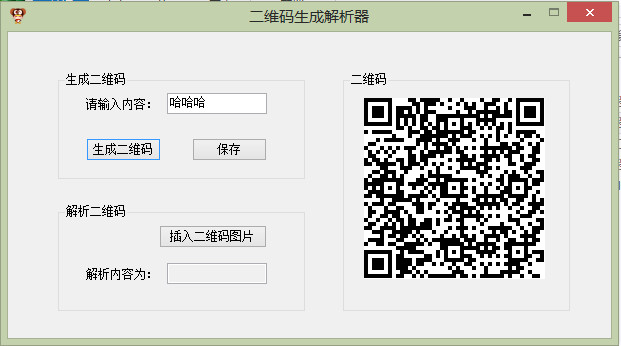 二维码生成解析器
生成二维码
请输入内容：
哈哈哈
生成二维码
保存
解析二维码
插入二维码图片
解析内容为：
二维码